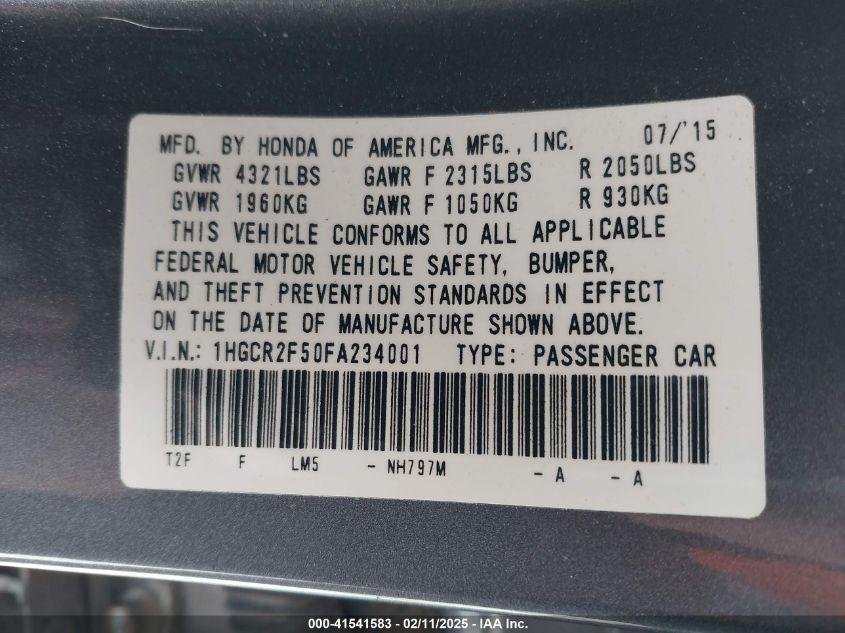 MFD. BY HONDA OF AMERICA MFG., INC. 07/'15
GVWR 4321LBS GAWR F 2315LBS R 2050LBS
GVWR 1960KG GAWR F 1050KG R 930KG
THIS VEHICLE CONFORMS TO ALL APPLICABLE
FEDERAL MOTOR VEHICLE SAFETY, BUMPER,
AND THEFT PREVENTION STANDARDS IN EFFECT
ON THE DATE OF MANUFACTURE SHOWN ABOVE.
V.I.N.: 1HGCR2F50FA234001 TYPE: PASSENGER CAR
T2F F LM5 - NH797M - A - A
000-41541583 - 02/11/2025 - IAA Inc.